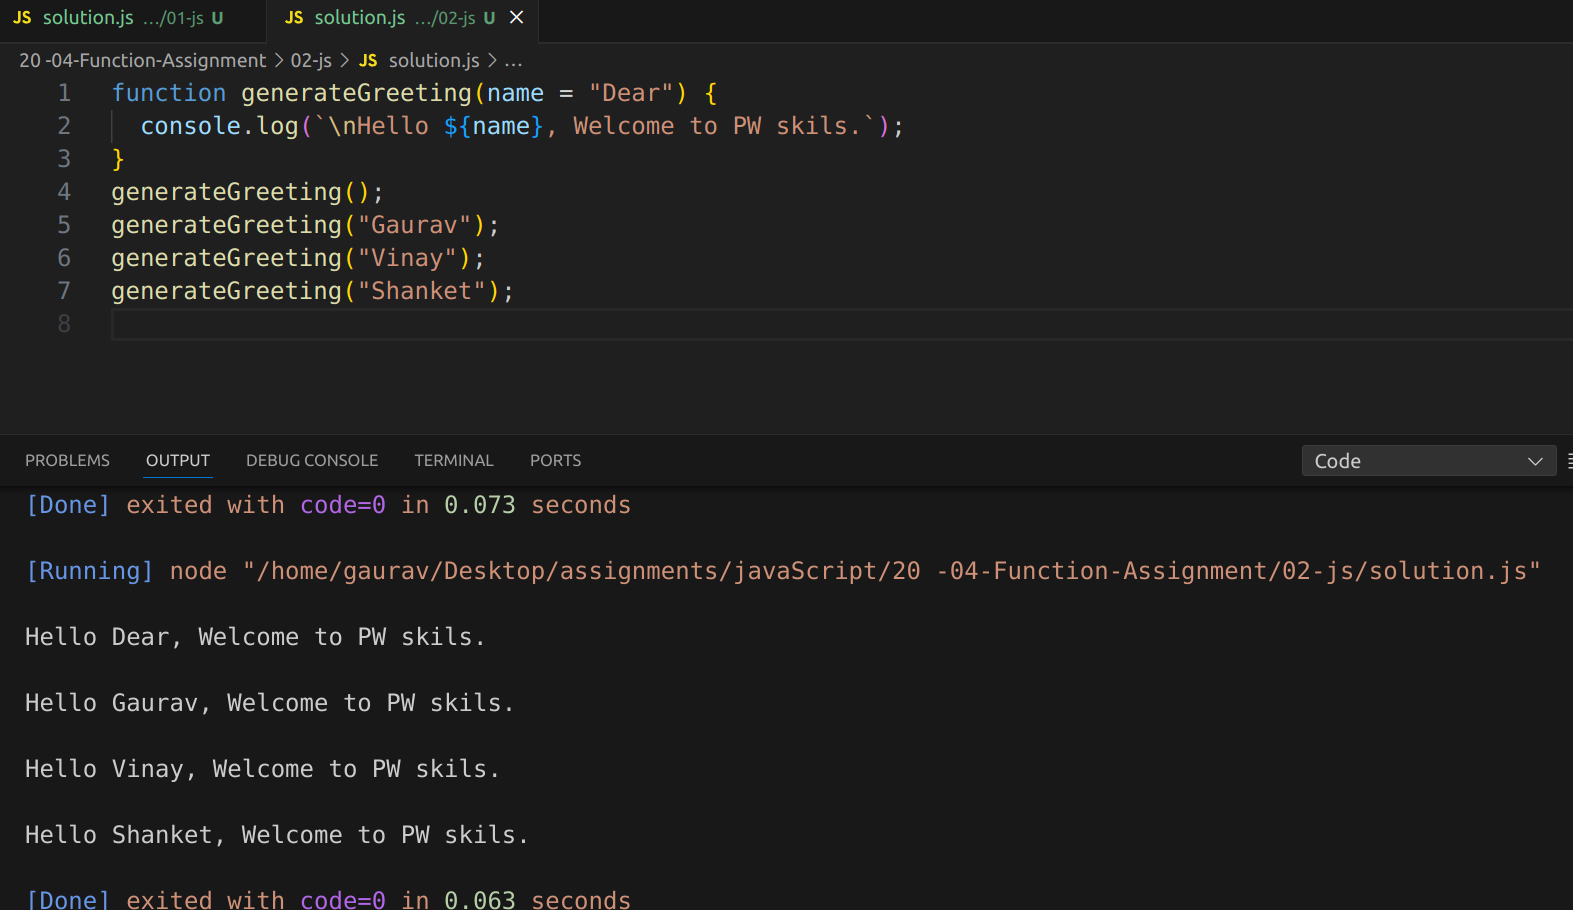 JS solution.js .../01-js U JS solution.js .../02-js U
20 -04-Function-Assignment > 02-js > JS solution.js > ...
1 function generateGreeting(name = "Dear") {
2   console.log(`\nHello ${name}, Welcome to PW skils.`);
3 }
4 generateGreeting();
5 generateGreeting("Gaurav");
6 generateGreeting("Vinay");
7 generateGreeting("Shanket");
8
PROBLEMS OUTPUT DEBUG CONSOLE TERMINAL PORTS Code
[Done] exited with code=0 in 0.073 seconds
[Running] node "/home/gaurav/Desktop/assignments/javaScript/20 -04-Function-Assignment/02-js/solution.js"
Hello Dear, Welcome to PW skils.
Hello Gaurav, Welcome to PW skils.
Hello Vinay, Welcome to PW skils.
Hello Shanket, Welcome to PW skils.
[Done] exited with code=0 in 0.063 seconds